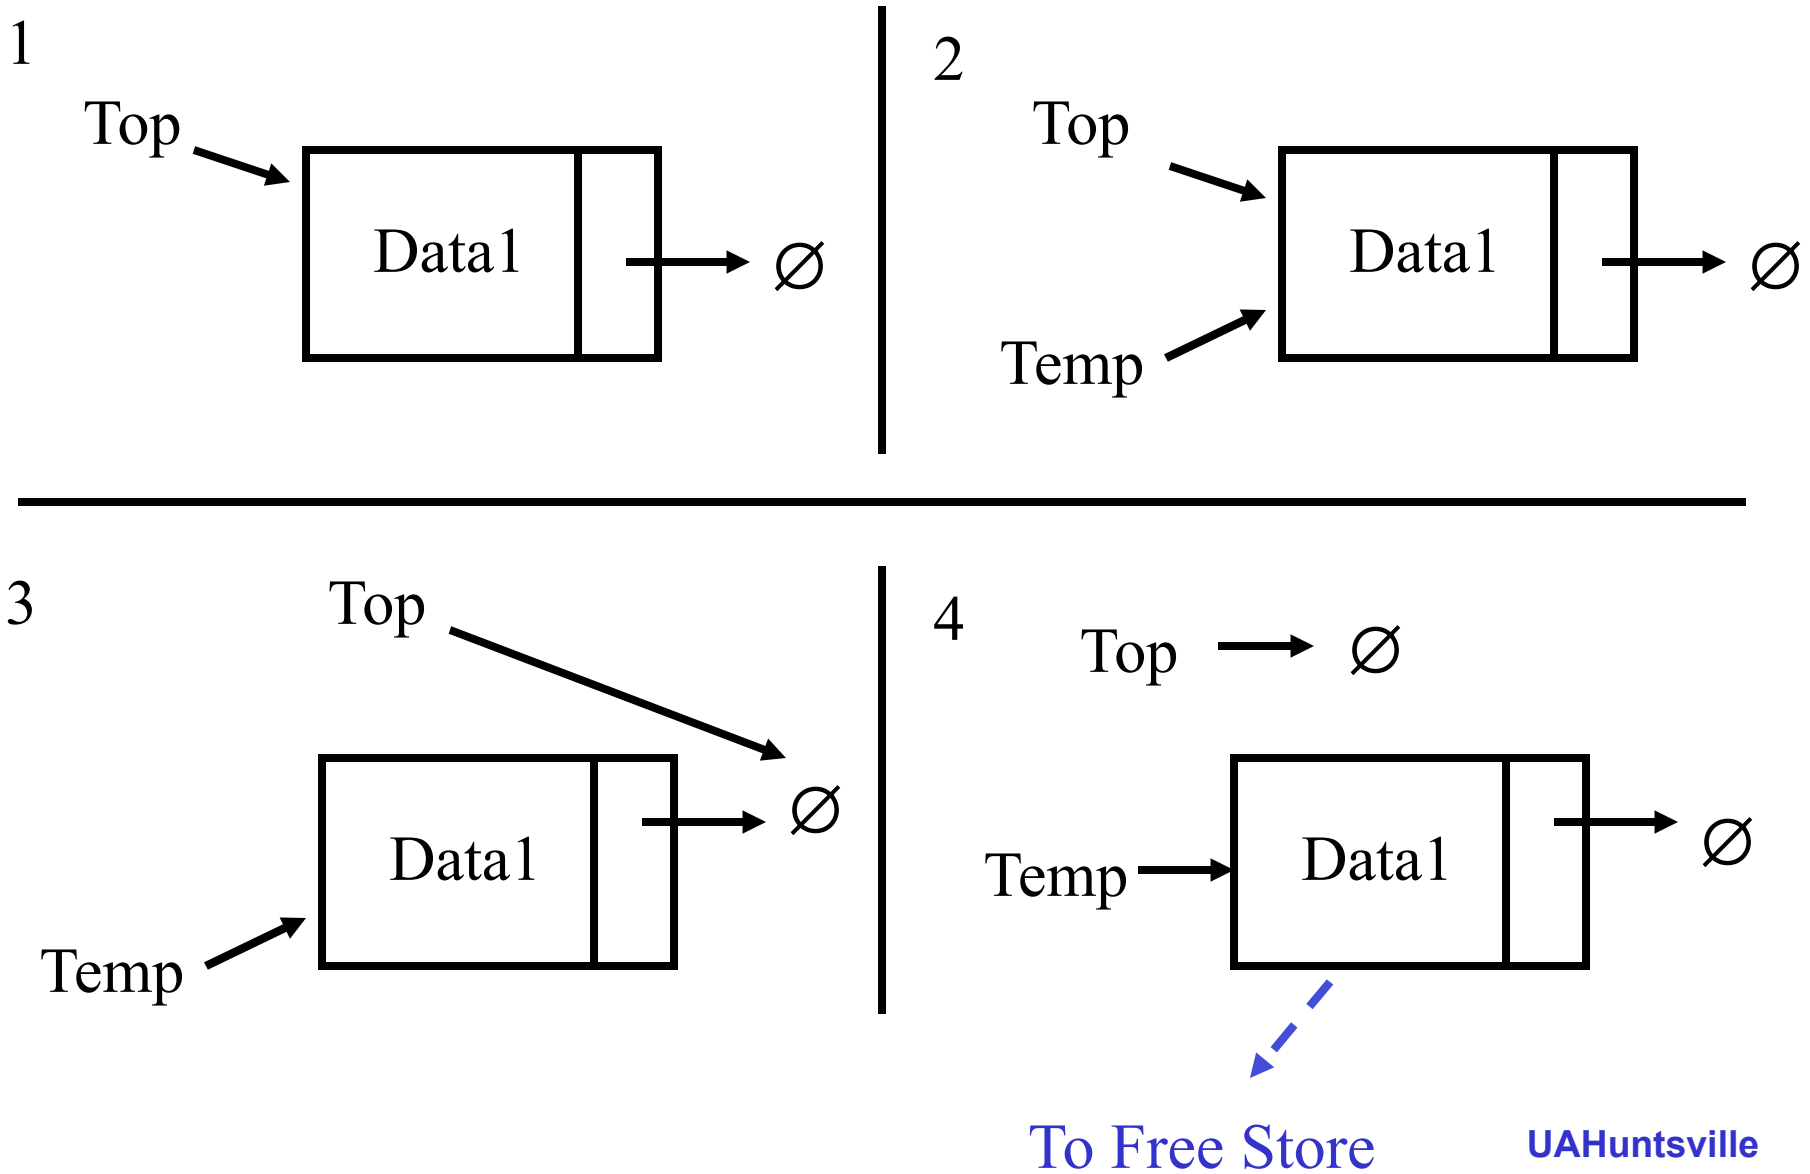 1
Top
Data1
∅
2
Top
Data1
∅
Temp
3
Top
Data1
∅
Temp
4
Top
∅
Temp
Data1
∅
To Free Store
UAHuntsville